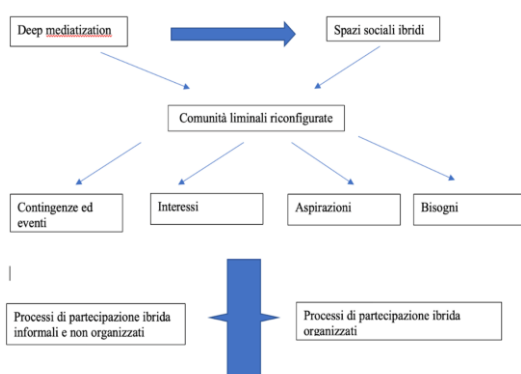 Deep mediatization
Spazi sociali ibridi
Comunità liminali riconfigurate
Contingenze ed
eventi
Interessi
Aspirazioni
Bisogni
Processi di partecipazione ibrida
informali e non organizzati
Processi di partecipazione ibrida
organizzati